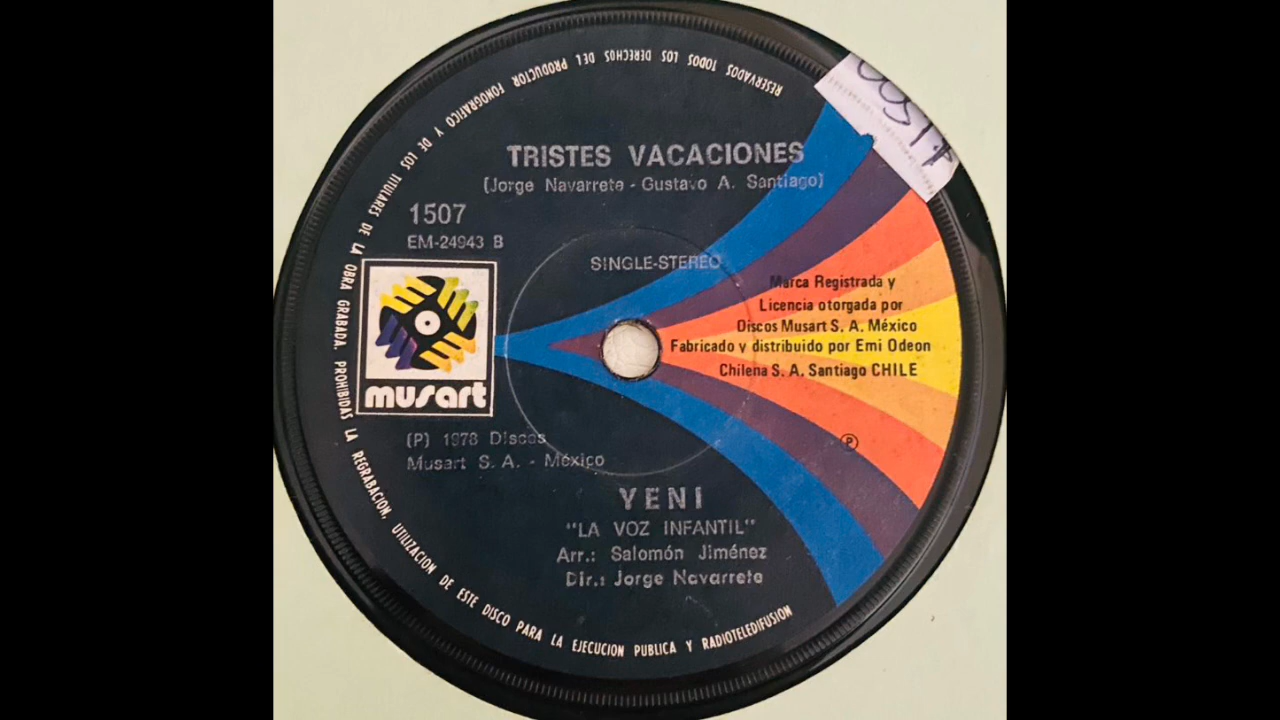 RESERVADOS TODOS LOS DERECHOS DEL PRODUCTOR FONOGRAFICO Y DE LOS TITULARES DE LA OBRA GRABADA. PROHIBIDAS LA REGRABACION, UTILIZACION DE ESTE DISCO PARA LA EJECUCION PUBLICA Y RADIOTELEDIFUSION
TRISTES VACACIONES
(Jorge Navarrete - Gustavo A. Santiago)
1507
EM-24943 B
SINGLE-STEREO
Marca Registrada y
Licencia otorgada por
Discos Musart S. A. México
Fabricado y distribuido por Emi Odeon
Chilena S. A. Santiago CHILE
musart
(P) 1978 Discos
Musart S. A. - México
Ⓟ
YENI
"LA VOZ INFANTIL"
Arr.: Salomón Jiménez
Dir.: Jorge Navarrete